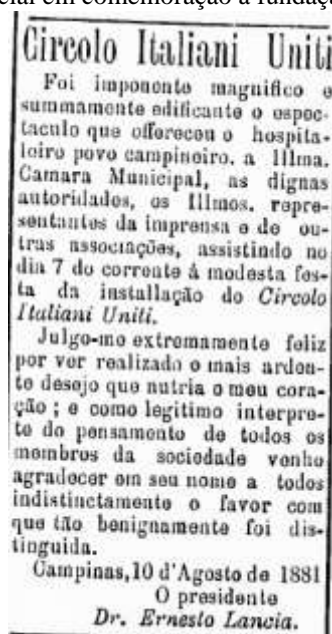 cial em comemoração a fundaçã
Circolo Italiani Uniti
Foi imponente magnifico e
summamente edificante o espec-
taculo que offereceu o hospita-
leiro povo campineiro. a Illma.
Camara Municipal, as dignas
autoridades, os Illmos. repre-
sentantes da imprensa e de ou-
tras associações, assistindo no
dia 7 do corrente á modesta fes-
ta da installação do Circolo
Italiani Uniti.
Julgo-me extremamente feliz
por ver realizado o mais arden-
te desejo que nutria o meu cora-
ção ; e como legitimo interpre-
te do pensamento de todos os
membros da sociedade venho
agradecer em seu nome a todos
indistinctamente o favor com
que tão benignamente foi dis-
tinguida.
Campinas, 10 d'Agosto de 1881
O presidente
Dr. Ernesto Lancia.